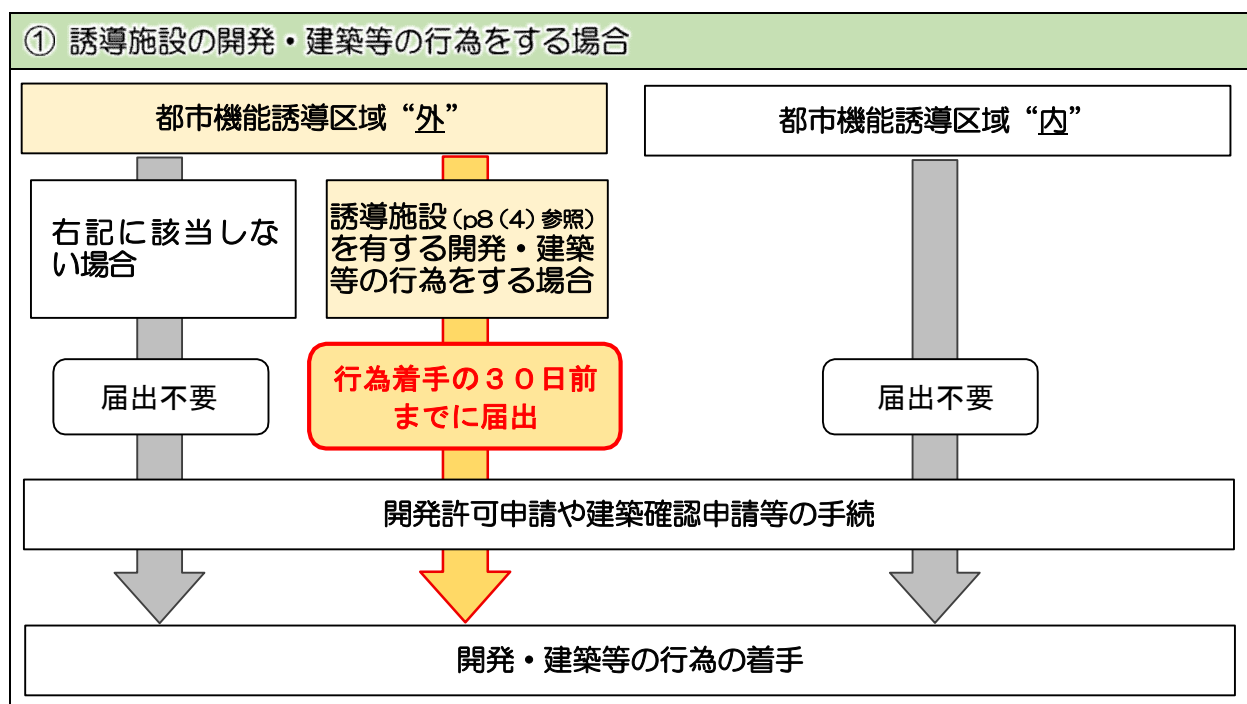 ① 誘導施設の開発・建築等の行為をする場合
都市機能誘導区域“外”
都市機能誘導区域“内”
右記に該当しな
い場合
誘導施設(p8(4)参照)
を有する開発・建築
等の行為をする場合
届出不要
行為着手の３０日前
までに届出
届出不要
開発許可申請や建築確認申請等の手続
開発・建築等の行為の着手